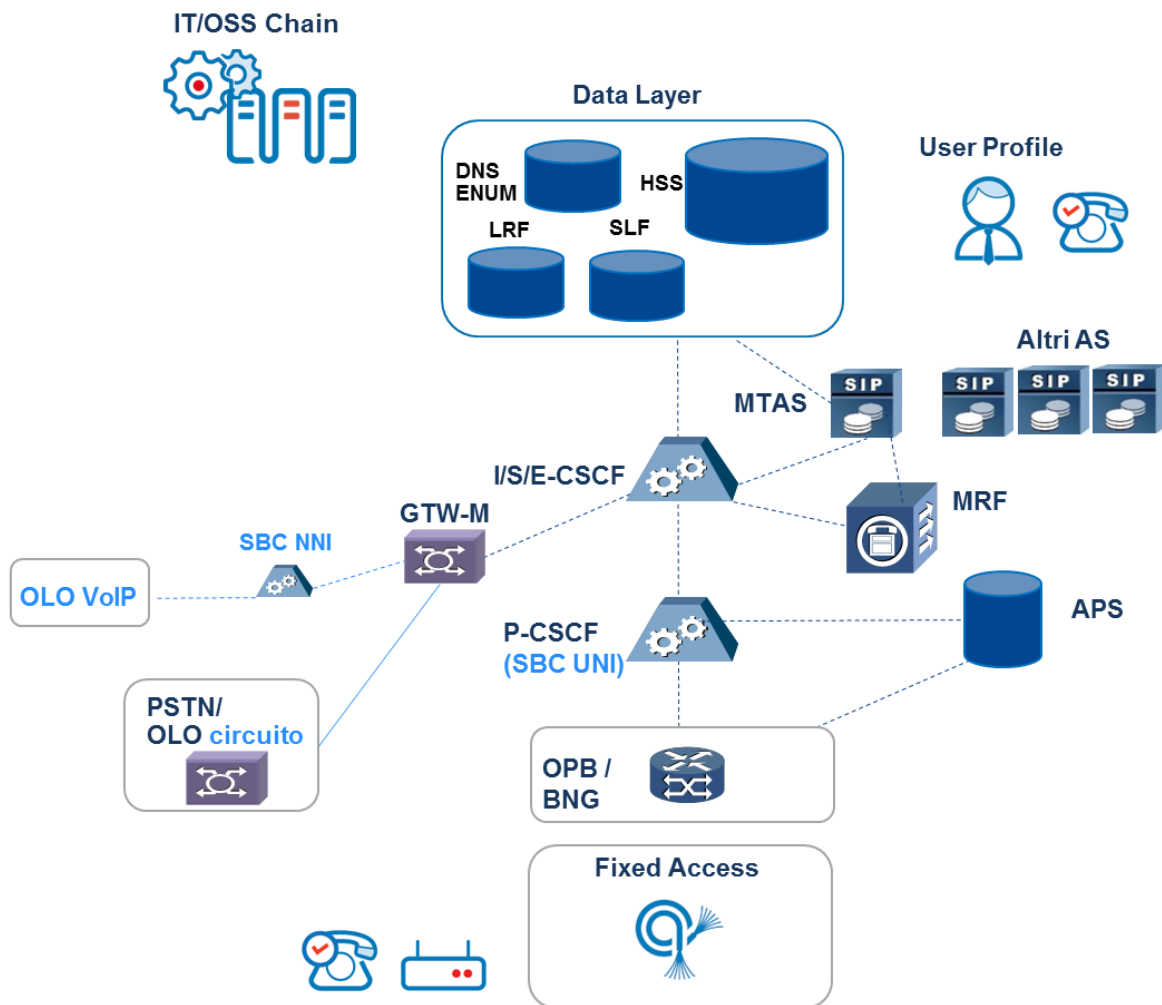 IT/OSS Chain
Data Layer
User Profile
DNS
ENUM
HSS
LRF
SLF
Altri AS
SIP
SIP
SIP
SIP
MTAS
I/S/E-CSCF
MRF
GTW-M
SBC NNI
OLO VoIP
P-CSCF
(SBC UNI)
APS
PSTN/
OLO circuito
OPB /
BNG
Fixed Access